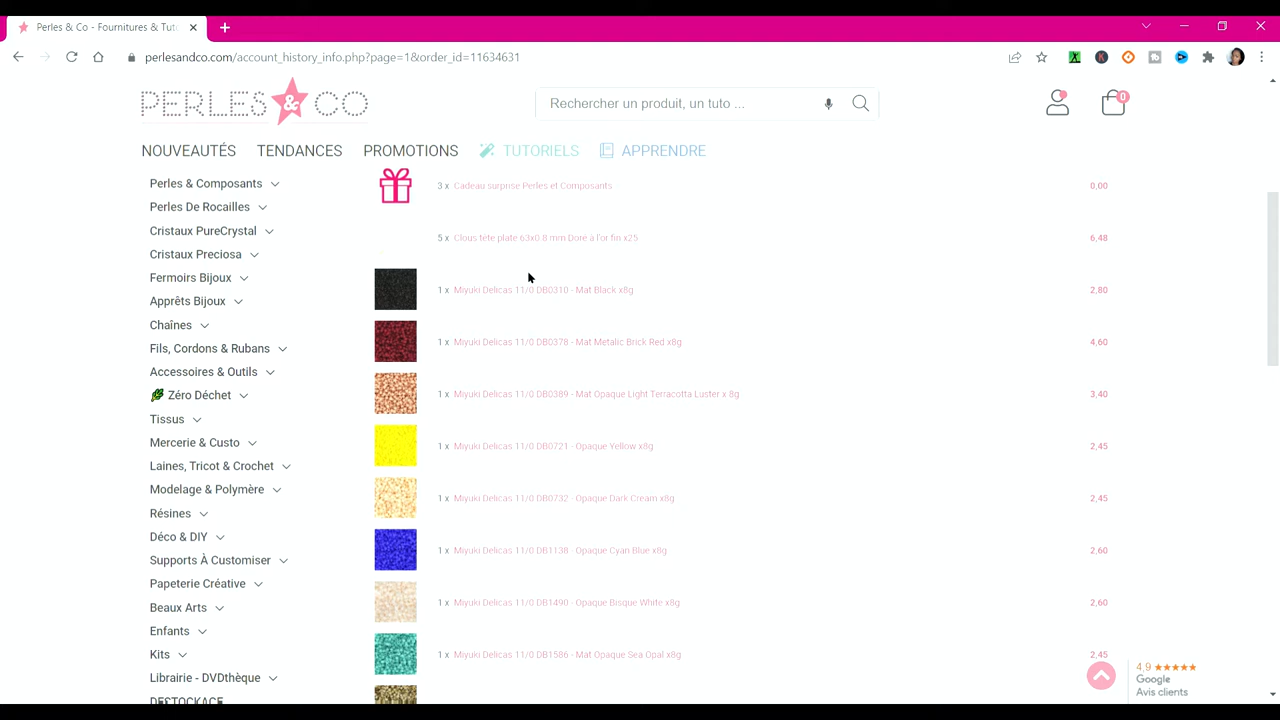 Perles & Co - Fournitures & Tuto
perlesandco.com/account_history_info.php?page=1&order_id=11634631
PERLES & CO
Rechercher un produit, un tuto ...
0
NOUVEAUTÉS
TENDANCES
PROMOTIONS
TUTORIELS
APPRENDRE
Perles & Composants
Perles De Rocailles
Cristaux PureCrystal
Cristaux Preciosa
Fermoirs Bijoux
Apprêts Bijoux
Chaînes
Fils, Cordons & Rubans
Accessoires & Outils
Zéro Déchet
Tissus
Mercerie & Custo
Laines, Tricot & Crochet
Modelage & Polymère
Résines
Déco & DIY
Supports À Customiser
Papeterie Créative
Beaux Arts
Enfants
Kits
Librairie - DVDthèque
DESTOCKAGE
3 x Cadeau surprise Perles et Composants 0,00
5 x Clous tête plate 63x0.8 mm Doré à l'or fin x25 6,48
1 x Miyuki Delicas 11/0 DB0310 - Mat Black x8g 2,80
1 x Miyuki Delicas 11/0 DB0378 - Mat Metalic Brick Red x8g 4,60
1 x Miyuki Delicas 11/0 DB0389 - Mat Opaque Light Terracotta Luster x 8g 3,40
1 x Miyuki Delicas 11/0 DB0721 - Opaque Yellow x8g 2,45
1 x Miyuki Delicas 11/0 DB0732 - Opaque Dark Cream x8g 2,45
1 x Miyuki Delicas 11/0 DB1138 - Opaque Cyan Blue x8g 2,60
1 x Miyuki Delicas 11/0 DB1490 - Opaque Bisque White x8g 2,60
1 x Miyuki Delicas 11/0 DB1586 - Mat Opaque Sea Opal x8g 2,45
4,9 ★★★★★
Google
Avis clients